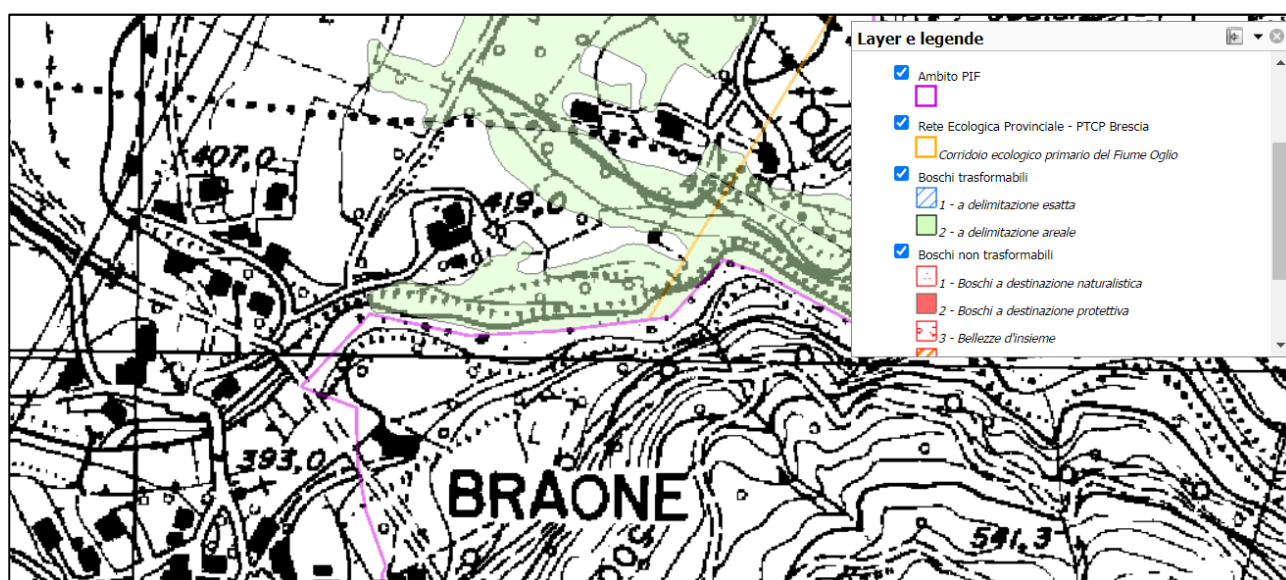 Layer e legende
Ambito PIF
Rete Ecologica Provinciale - PTCP Brescia
Corridoio ecologico primario del Fiume Oglio
Boschi trasformabili
1 - a delimitazione esatta
2 - a delimitazione areale
Boschi non trasformabili
1 - Boschi a destinazione naturalistica
2 - Boschi a destinazione protettiva
3 - Bellezze d'insieme
407,0
419,0
393,0
BRAONE
541,3